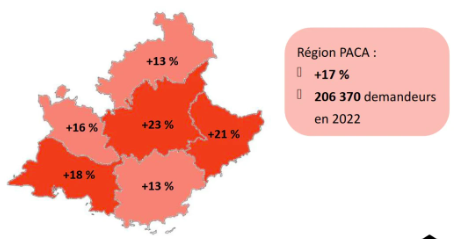 +13 %
+16 %
+23 %
+21 %
+18 %
+13 %
Région PACA :
+17 %
206 370 demandeurs
en 2022